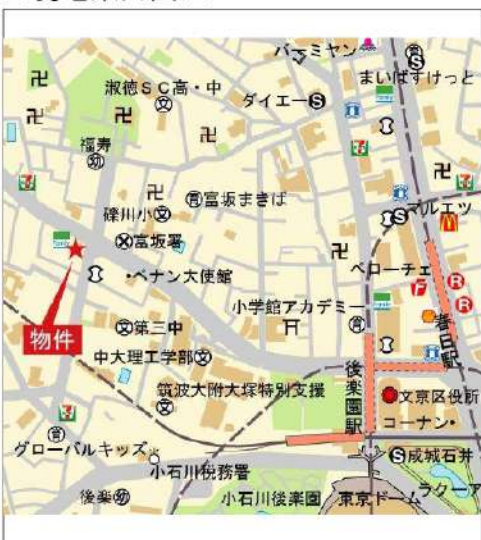 バーミヤン
淑徳SC高・中
まいばすけっと
ダイエー
福寿
富坂まきば
礫川小
マルエツ
富坂署
ベナン大使館
ベローチェ
小学館アカデミー
物件
第三中
春日駅
中大理工学部
後楽園駅
筑波大附大塚特別支援
文京区役所
コーナン
グローバルキッズ
成城石井
小石川税務署
後楽
小石川後楽園
東京ドーム
ラクーア